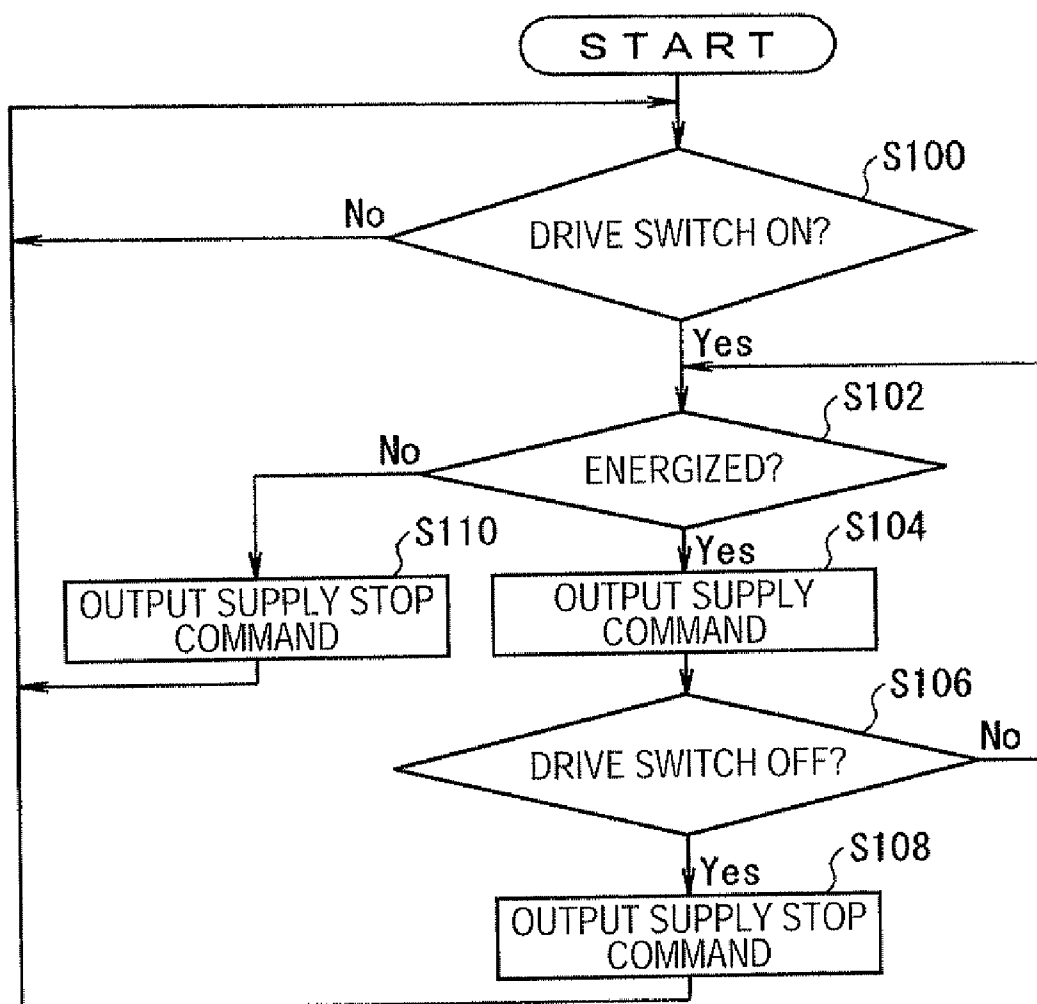 START
S100
No
DRIVE SWITCH ON?
Yes
S102
No
ENERGIZED?
S110
Yes
S104
OUTPUT SUPPLY STOP
COMMAND
OUTPUT SUPPLY
COMMAND
S106
No
DRIVE SWITCH OFF?
S108
Yes
OUTPUT SUPPLY STOP
COMMAND